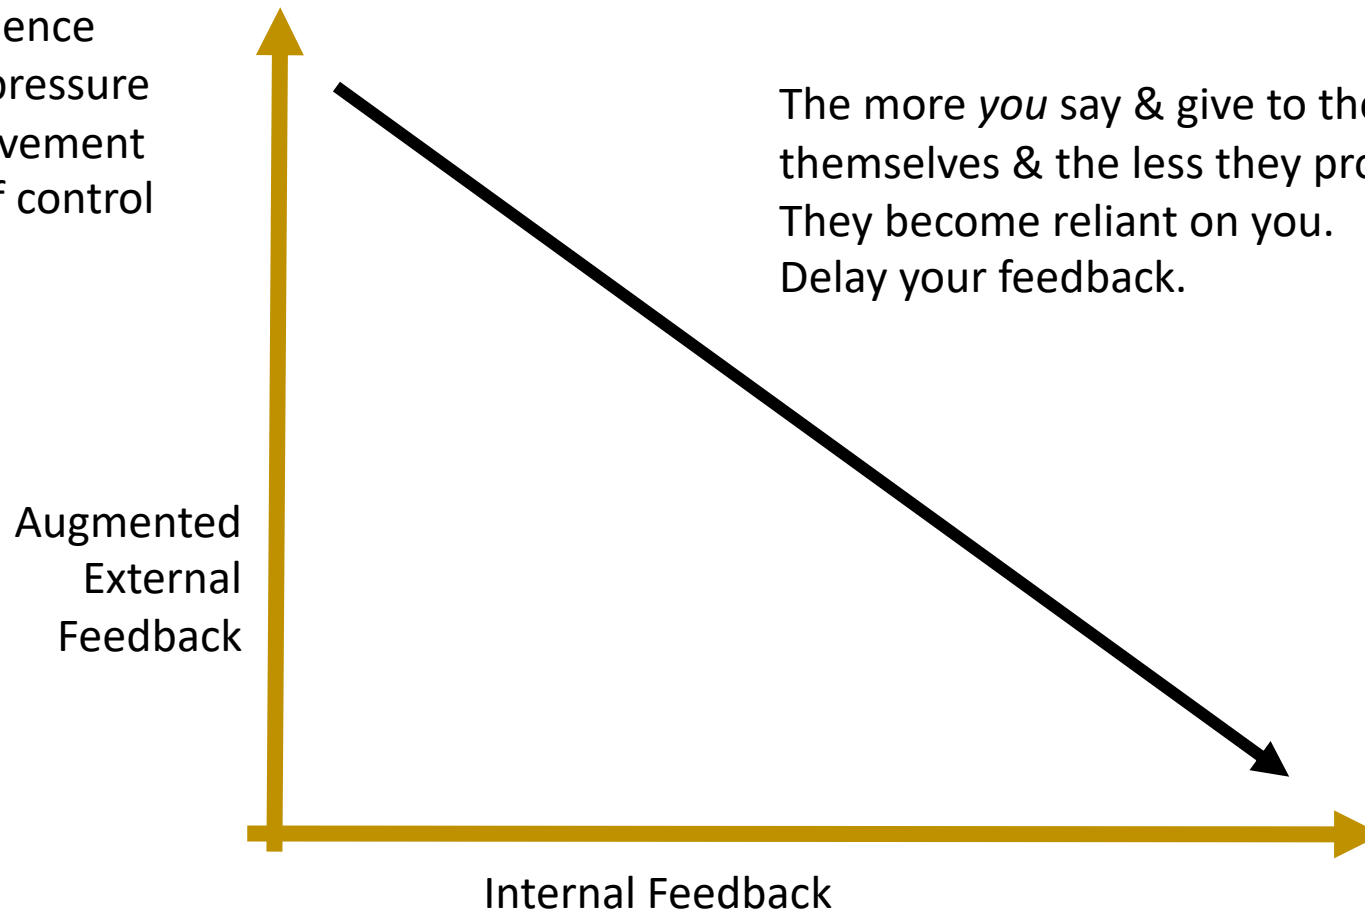 ence
pressure
vement
f control
The more you say & give to the
themselves & the less they pro
They become reliant on you.
Delay your feedback.
Augmented
External
Feedback
Internal Feedback